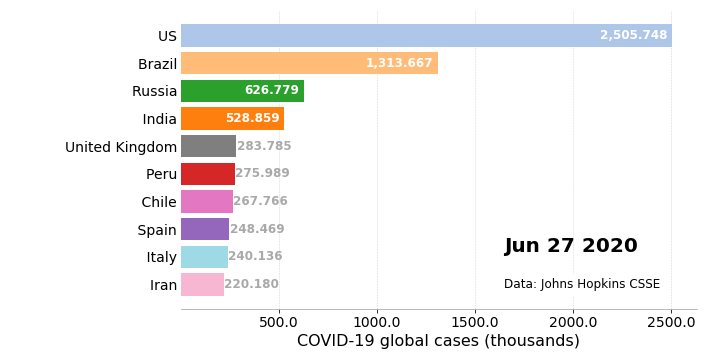 US 2,505.748
Brazil 1,313.667
Russia 626.779
India 528.859
United Kingdom 283.785
Peru 275.989
Chile 267.766
Spain 248.469
Jun 27 2020
Italy 240.136
Iran 220.180
Data: Johns Hopkins CSSE
500.0 1000.0 1500.0 2000.0 2500.0
COVID-19 global cases (thousands)